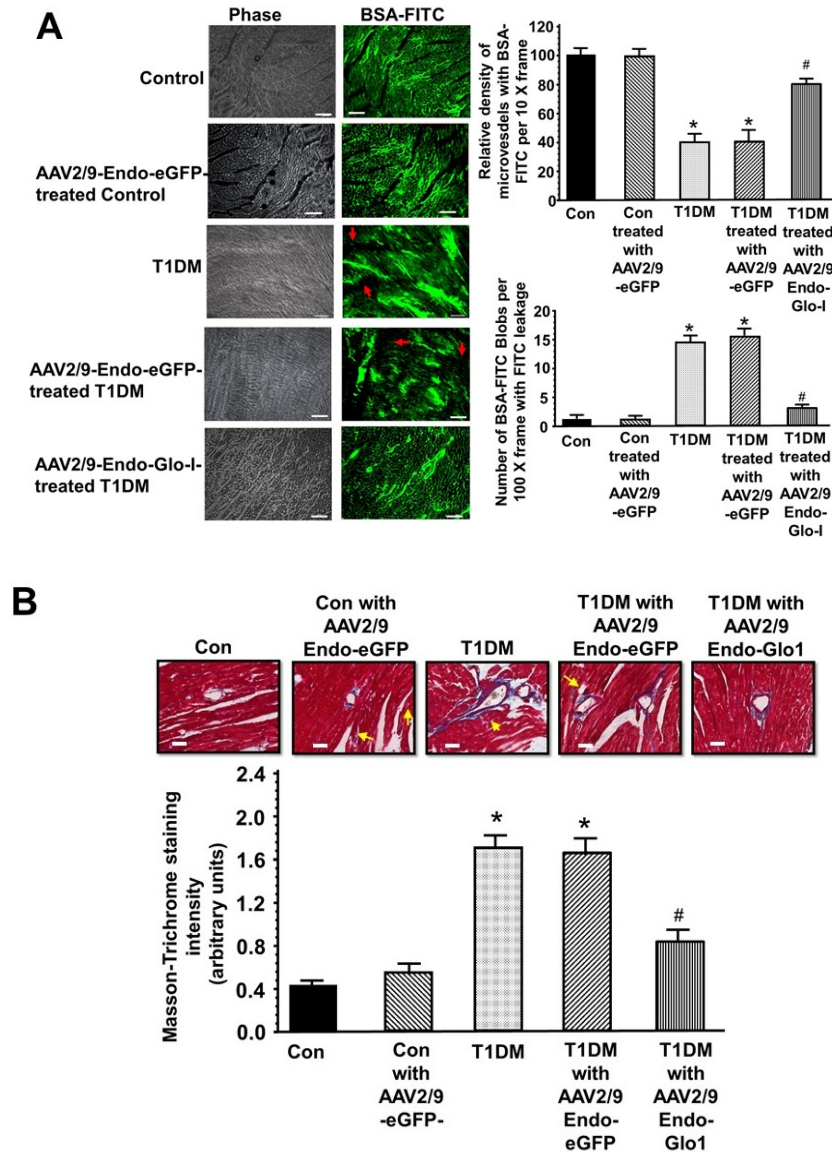 A
Phase
BSA-FITC
Control
AAV2/9-Endo-eGFP-
treated Control
T1DM
AAV2/9-Endo-eGFP-
treated T1DM
AAV2/9-Endo-Glo-I-
treated T1DM
Relative density of
microvesdels with BSA-
FITC per 10 X frame
120
100
80
60
40
20
0
*
*
#
Con
Con
treated
with
AAV2/9
-eGFP
T1DM
T1DM
treated
with
AAV2/9
-eGFP
T1DM
treated
with
AAV2/9
Endo-
Glo-I
Number of BSA-FITC Blobs per
100 X frame with FITC leakage
20
15
10
5
0
*
*
#
Con
Con
treated
with
AAV2/9
-eGFP
T1DM
T1DM
treated
with
AAV2/9
-eGFP
T1DM
treated
with
AAV2/9
Endo-
Glo-I
B
Con
Con with
AAV2/9
Endo-eGFP
T1DM
T1DM with
AAV2/9
Endo-eGFP
T1DM with
AAV2/9
Endo-Glo1
Masson-Trichrome staining
intensity
(arbitrary units)
2.4
2.0
1.6
1.2
0.8
0.4
0.0
*
*
#
Con
Con
with
AAV2/9
-eGFP-
T1DM
T1DM
with
AAV2/9
Endo-
eGFP
T1DM
with
AAV2/9
Endo-
Glo1